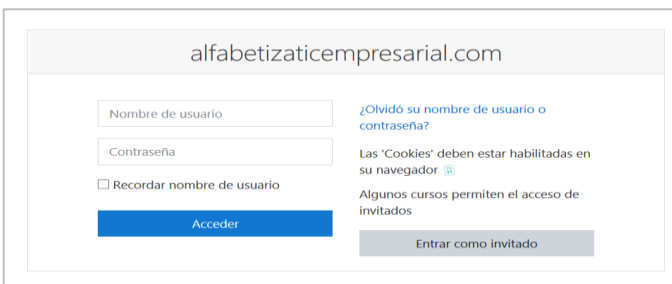 alfabetizaticempresarial.com
Nombre de usuario
Contraseña
Recordar nombre de usuario
Acceder
¿Olvidó su nombre de usuario o
contraseña?
Las 'Cookies' deben estar habilitadas en
su navegador
Algunos cursos permiten el acceso de
invitados
Entrar como invitado